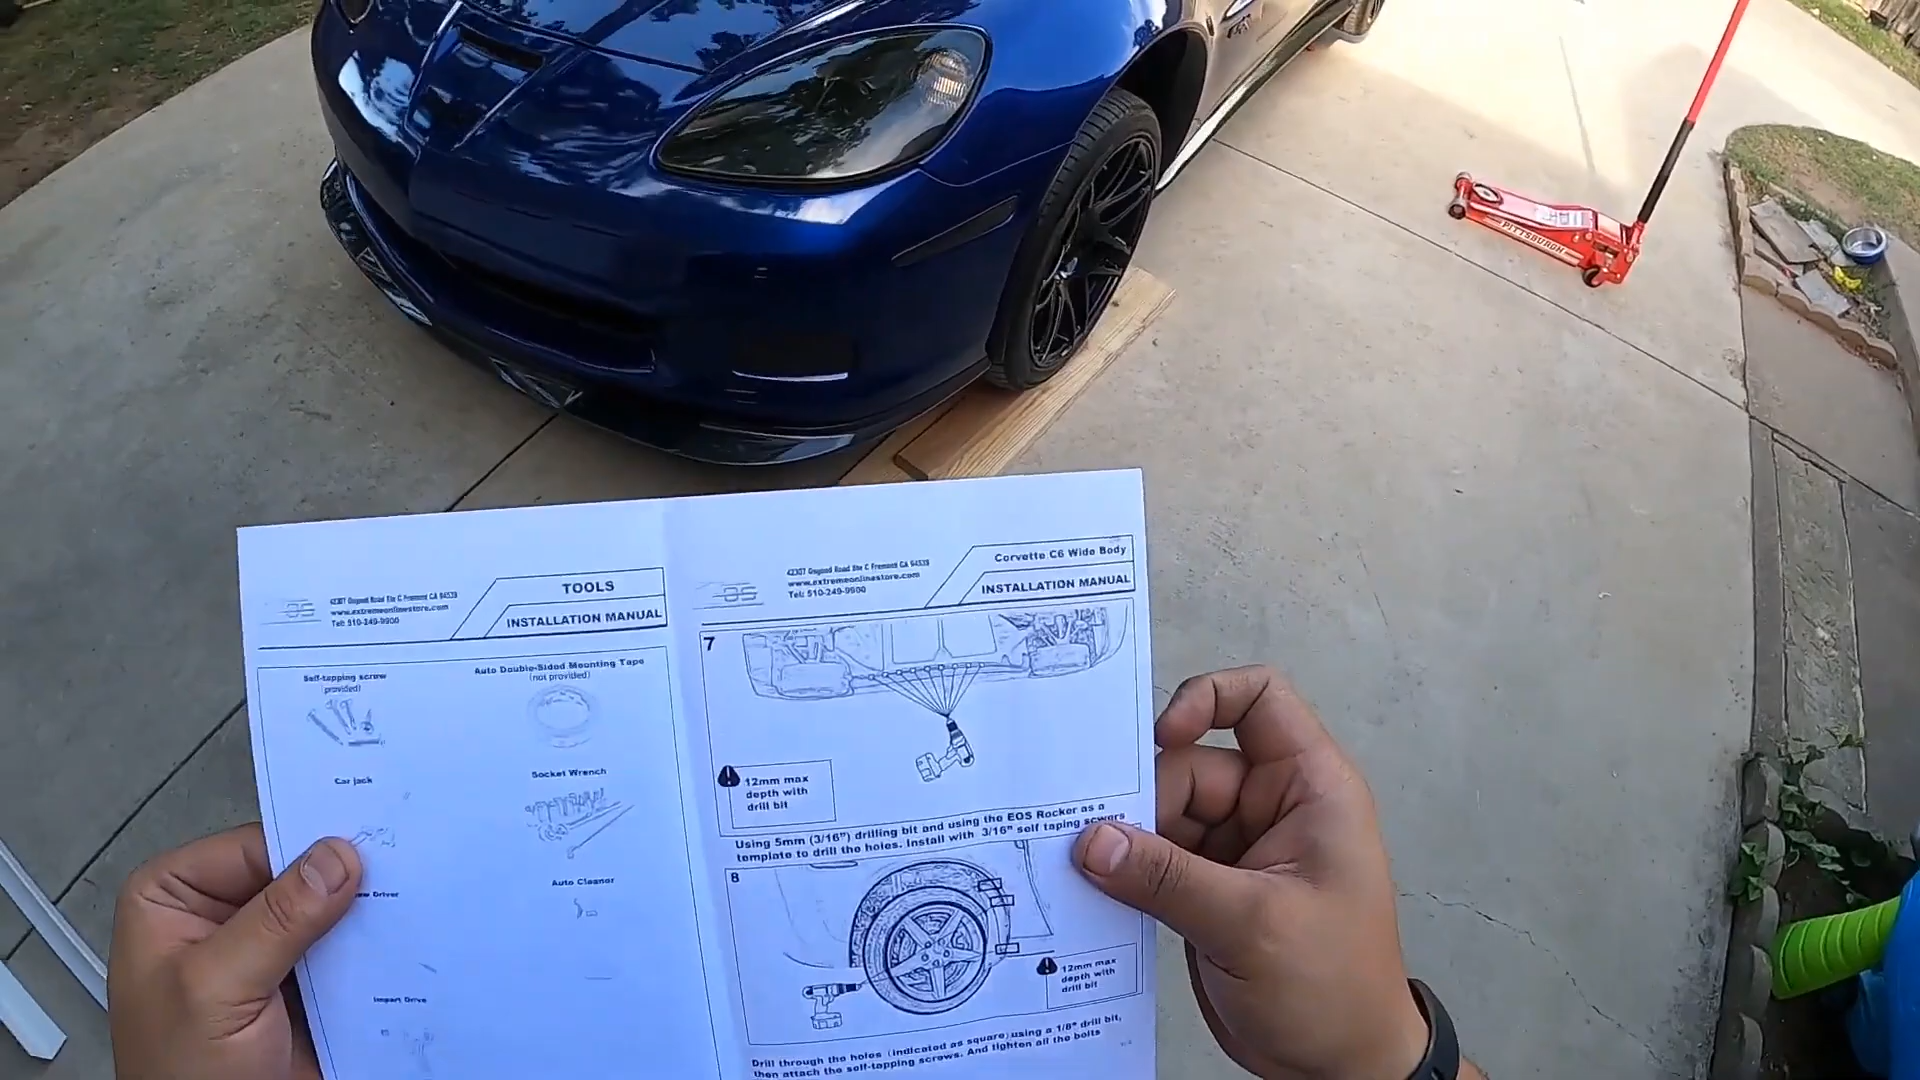 PITTSBURGH
42307 Osgood Road Ste C Fremont CA 94539
www.extremeonlinestore.com
Tel: 510-249-9900
TOOLS
INSTALLATION MANUAL
Self-tapping screw
(provided)
Auto Double-Sided Mounting Tape
(not provided)
Car jack
Socket Wrench
Driver
Auto Cleaner
Impart Drive
42307 Osgood Road Ste C Fremont CA 94539
www.extremeonlinestore.com
Tel: 510-249-9900
Corvette C6 Wide Body
INSTALLATION MANUAL
7
12mm max
depth with
drill bit
Using 5mm (3/16") drilling bit and using the EOS Rocker as a
template to drill the holes. Install with 3/16" self taping scwers
8
12mm max
depth with
drill bit
Drill through the holes (indicated as square) using a 1/8" drill bit,
then attach the self-tapping screws. And tighten all the bolts